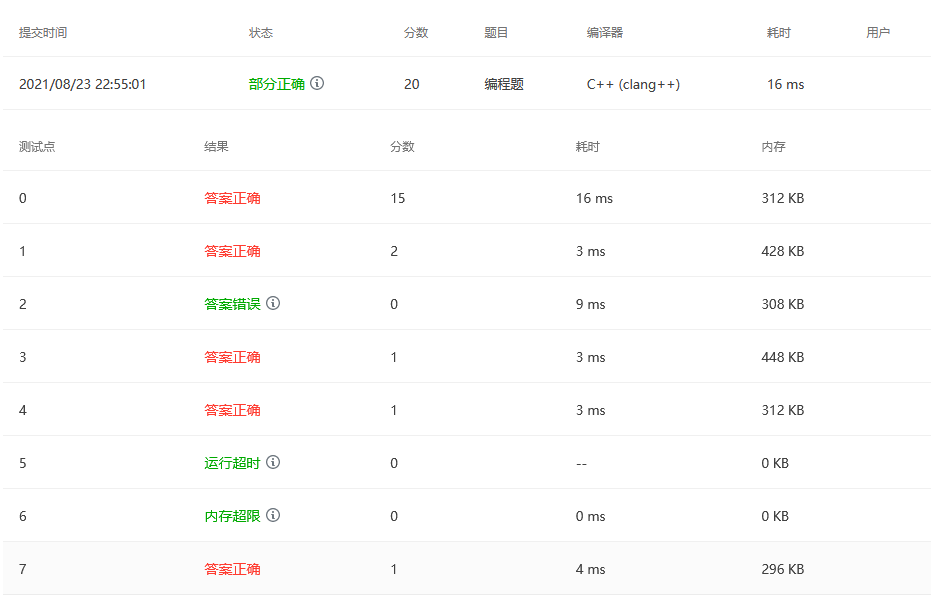 提交时间 状态 分数 题目 编译器 耗时 用户
2021/08/23 22:55:01 部分正确 20 编程题 C++ (clang++) 16 ms
测试点 结果 分数 耗时 内存
0 答案正确 15 16 ms 312 KB
1 答案正确 2 3 ms 428 KB
2 答案错误 0 9 ms 308 KB
3 答案正确 1 3 ms 448 KB
4 答案正确 1 3 ms 312 KB
5 运行超时 0 -- 0 KB
6 内存超限 0 0 ms 0 KB
7 答案正确 1 4 ms 296 KB